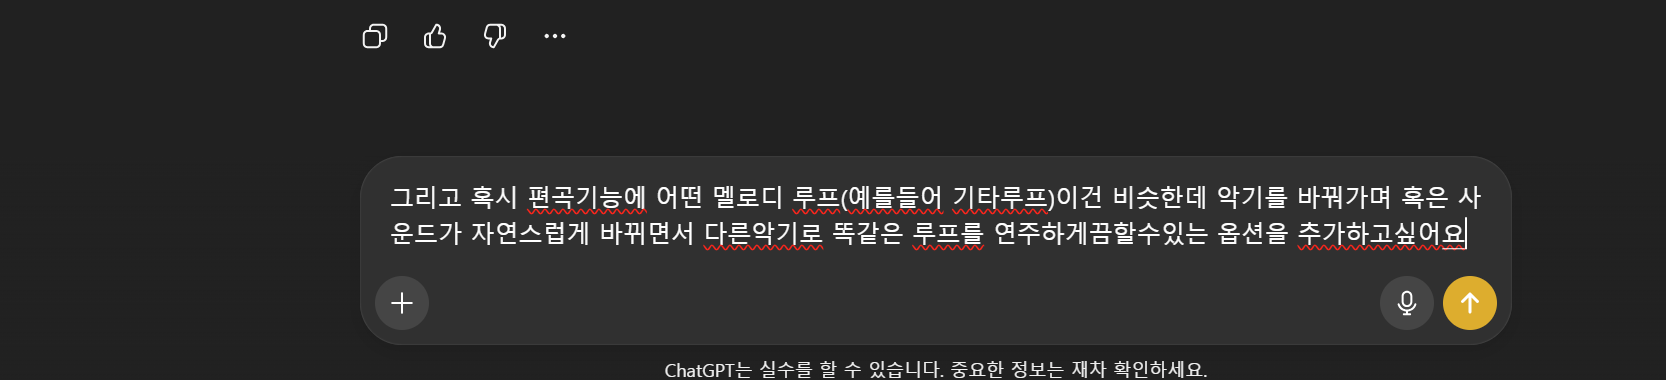 그리고 혹시 편곡기능에 어떤 멜로디 루프(예를들어 기타루프)이건 비슷한데 악기를 바꿔가며 혹은 사
운드가 자연스럽게 바뀌면서 다른악기로 똑같은 루프를 연주하게끔할수있는 옵션을 추가하고싶어요
ChatGPT는 실수를 할 수 있습니다. 중요한 정보는 재차 확인하세요.